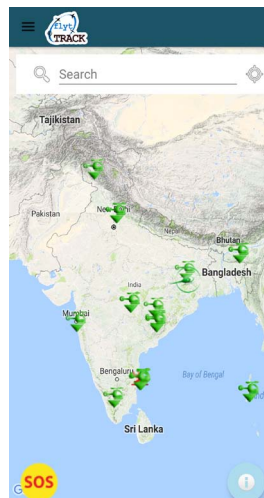 flyt
TRACK
Search
Tajikistan
Pakistan
New Delhi
Nepal
Bhutan
India
Bangladesh
Mumbai
Bengaluru
Bay of Bengal
Sri Lanka
SOS
G